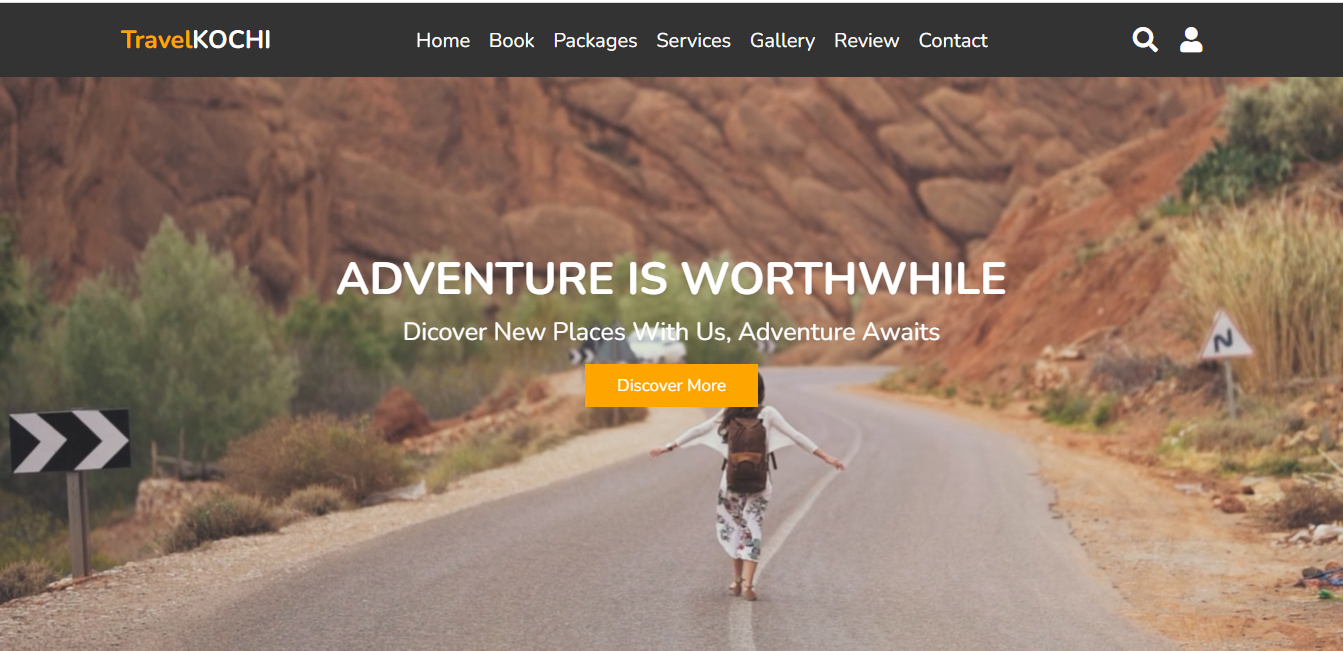 TravelKOCHI
Home Book Packages Services Gallery Review Contact
ADVENTURE IS WORTHWHILE
Dicover New Places With Us, Adventure Awaits
Discover More
N